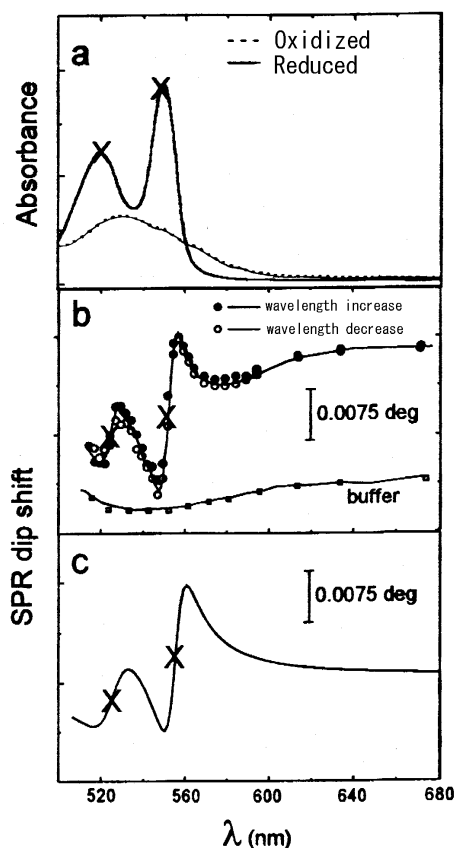 a
Oxidized
Reduced
Absorbance
b
wavelength increase
wavelength decrease
0.0075 deg
buffer
SPR dip shift
c
0.0075 deg
520 560 600 640 680
λ (nm)